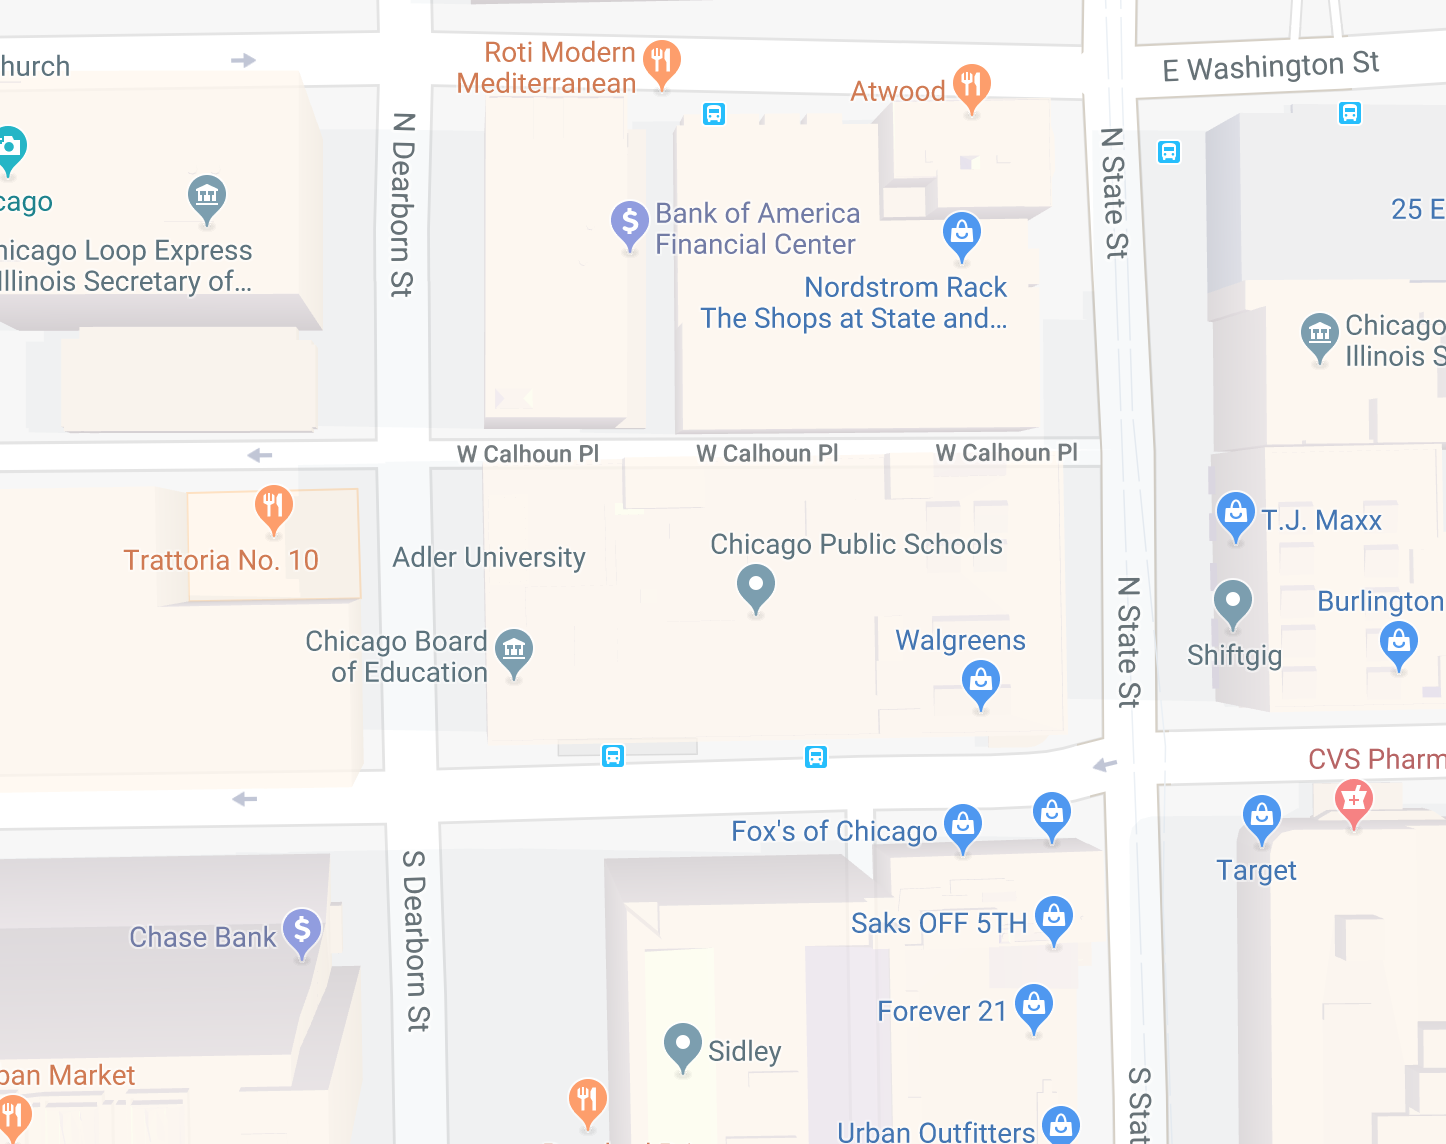 hurch
Roti Modern
Mediterranean
Atwood
E Washington St
N Dearborn St
N State St
cago
hicago Loop Express
Illinois Secretary of...
Bank of America
Financial Center
25 E
Nordstrom Rack
The Shops at State and...
Chicago
Illinois S
W Calhoun Pl
W Calhoun Pl
W Calhoun Pl
Trattoria No. 10
Adler University
Chicago Public Schools
T.J. Maxx
Chicago Board
of Education
Walgreens
N State St
Burlington
Shiftgig
CVS Pharm
Fox's of Chicago
Target
S Dearborn St
Chase Bank
Saks OFF 5TH
Forever 21
Sidley
ban Market
S Stat
Urban Outfitters